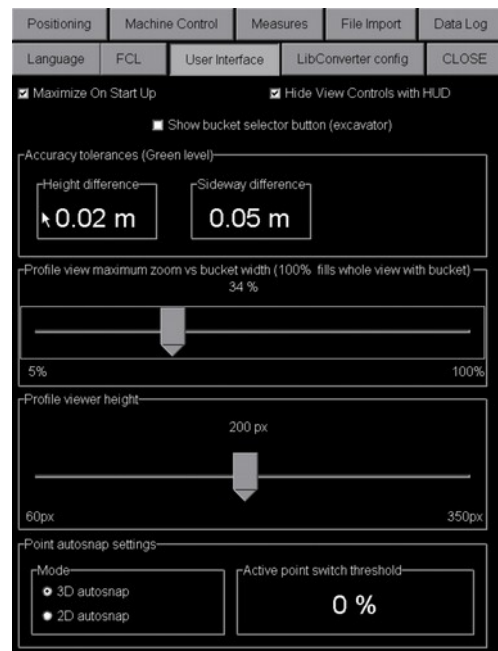 Positioning Machine Control Measures File Import Data Log
Language FCL User Interface LibConverter config CLOSE
Maximize On Start Up Hide View Controls with HUD
Show bucket selector button (excavator)
Accuracy tolerances (Green level)
Height difference Sideway difference
0.02 m 0.05 m
Profile view maximum zoom vs bucket width (100% fills whole view with bucket)
34 %
5% 100%
Profile viewer height
200 px
60px 350px
Point autosnap settings
Mode Active point switch threshold
3D autosnap
0 %
2D autosnap